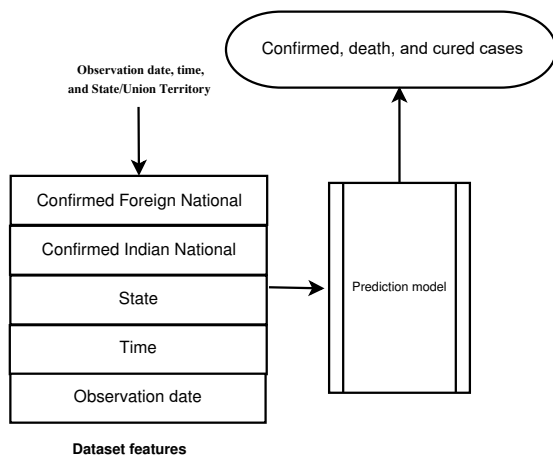 Confirmed, death, and cured cases
Observation date, time,
and State/Union Territory
Confirmed Foreign National
Confirmed Indian National
State
Time
Observation date
Prediction model
Dataset features